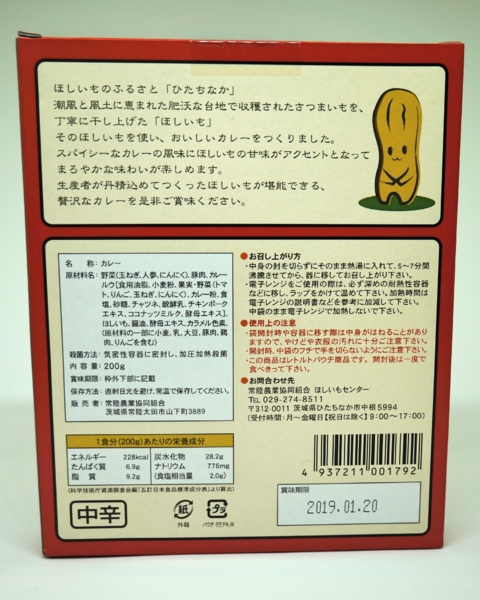 ほしいものふるさと「ひたちなか」
潮風と風土に恵まれた肥沃な台地で収穫されたさつまいもを、
丁寧に干し上げた「ほしいも」
そのほしいもを使い、おいしいカレーをつくりました。
スパイシーなカレーの風味にほしいもの甘味がアクセントとなって
まろやかな味わいが楽しめます。
生産者が丹精込めてつくったほしいもが堪能できる、
贅沢なカレーを是非ご賞味ください。
名 称: カレー
原材料名: 野菜(玉ねぎ、人参、にんにく)、豚肉、カレー
ルウ[食用油脂、小麦粉、果実・野菜(トマ
ト、りんご、玉ねぎ、にんにく)、カレー粉、食
塩、砂糖、チャツネ、醗酵乳、チキンポーク
エキス、ココナッツミルク、酵母エキス]、
ほしいも、醤油、酵母エキス、カラメル色素、
(原材料の一部に小麦、乳、大豆、豚肉、鶏
肉、りんごを含む)
殺菌方法: 気密性容器に密封し、加圧加熱殺菌
内容量: 200g
賞味期限: 枠外下部に記載
保存方法: 直射日光を避け、常温で保存してください。
販売者: 常陸農業協同組合
茨城県常陸太田市山下町3889
1食分(200g)あたりの栄養成分
エネルギー 228kcal 炭水化物 28.2g
たんぱく質 6.9g ナトリウム 776mg
脂質 9.2g (食塩相当量 2.0g)
(科学技術庁資源調査会編「五訂日本食品標準成分表」より算出)
中辛
紙
外箱
プラ
パウチ:PP,PA,M
●お召し上がり方
・中身の封を切らずにそのまま熱湯に入れて、5~7分間
沸騰させてから、器に移してお召し上がり下さい。
・電子レンジをご使用の際は、必ず深めの耐熱性容器
などに移し、ラップをかけて温めて下さい。加熱時間は
電子レンジの説明書などを参考に加減して下さい。
中袋のまま電子レンジで加熱しないで下さい。
●使用上の注意
・袋開封時や容器に移す際は中身がはねることがあります
ので、やけどや衣服の汚れに十分ご注意下さい。
・開封時、中袋のフチで手を切らないようにご注意下さい。
・この商品はレトルトパウチ商品です。開封後は一度で
食べきって下さい。
●お問合わせ先
常陸農業協同組合 ほしいもセンター
TEL 029-274-8511
〒312-0011 茨城県ひたちなか市中根5994
(受付時間:月~金曜日[祝日は除く]9:00~17:00)
4 937211 001792
賞味期限
2019.01.20